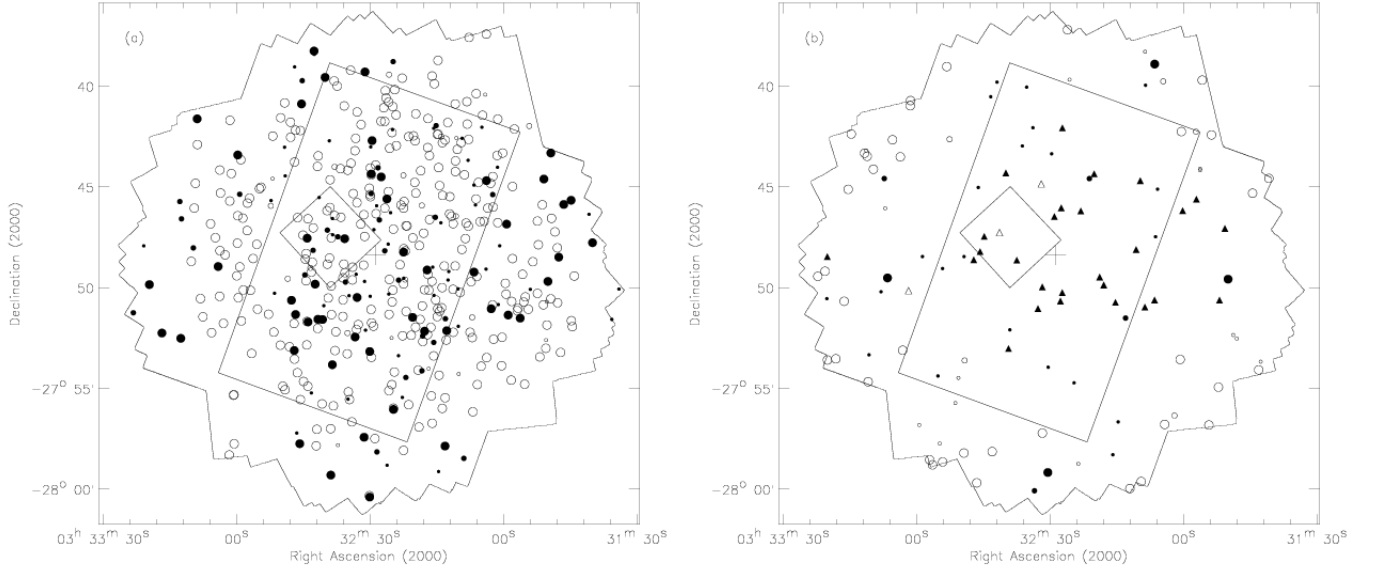 (a)
40
45
50
-27° 55'
-28° 00'
Declination (2000)
03ʰ 33ᵐ 30ˢ
00ˢ
32ᵐ 30ˢ
00ˢ
31ᵐ 30ˢ
Right Ascension (2000)
(b)
40
45
50
-27° 55'
-28° 00'
Declination (2000)
03ʰ 33ᵐ 30ˢ
00ˢ
32ᵐ 30ˢ
00ˢ
31ᵐ 30ˢ
Right Ascension (2000)